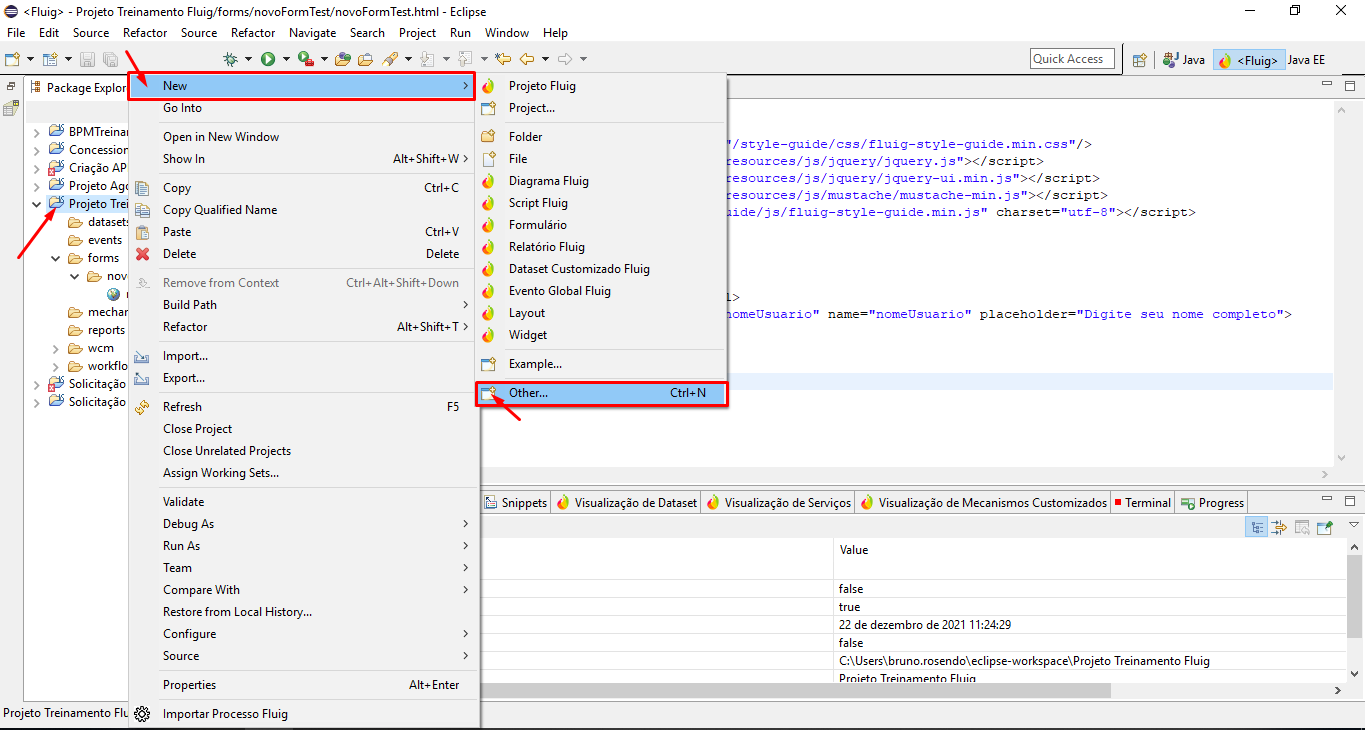 <Fluig> - Projeto Treinamento Fluig/forms/novoFormTest/novoFormTest.html - Eclipse
File Edit Source Refactor Source Refactor Navigate Search Project Run Window Help
Quick Access
Java
<Fluig>
Java EE
Package Explor
BPMTreinar
Concession
Criação AP
Projeto Ago
Projeto Trei
datasets
events
forms
nov
mechar
reports
wcm
workflo
Solicitação
Solicitação
New
Go Into
Open in New Window
Show In Alt+Shift+W
Copy Ctrl+C
Copy Qualified Name
Paste Ctrl+V
Delete Delete
Remove from Context Ctrl+Alt+Shift+Down
Build Path
Refactor Alt+Shift+T
Import...
Export...
Refresh F5
Close Project
Close Unrelated Projects
Assign Working Sets...
Validate
Debug As
Run As
Team
Compare With
Restore from Local History...
Configure
Source
Properties Alt+Enter
Importar Processo Fluig
Projeto Fluig
Project...
Folder
File
Diagrama Fluig
Script Fluig
Formulário
Relatório Fluig
Dataset Customizado Fluig
Evento Global Fluig
Layout
Widget
Example...
Other... Ctrl+N
"/style-guide/css/fluig-style-guide.min.css"/>
resources/js/jquery/jquery.js"></script>
resources/js/jquery/jquery-ui.min.js"></script>
resources/js/mustache/mustache-min.js"></script>
uide/js/fluig-style-guide.min.js" charset="utf-8"></script>
l>
nomeUsuario" name="nomeUsuario" placeholder="Digite seu nome completo">
Snippets
Visualização de Dataset
Visualização de Serviços
Visualização de Mecanismos Customizados
Terminal
Progress
Value
false
true
22 de dezembro de 2021 11:24:29
false
C:\Users\bruno.rosendo\eclipse-workspace\Projeto Treinamento Fluig
Projeto Treinamento Fluig
Projeto Treinamento Flu